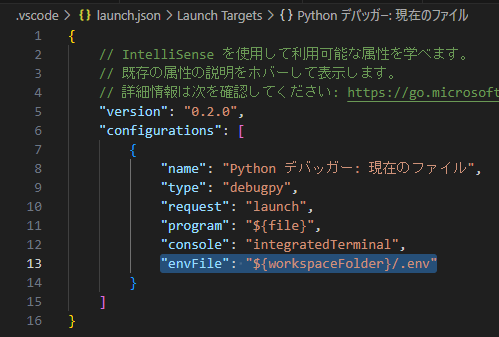 .vscode > launch.json > Launch Targets > Python デバッガー: 現在のファイル
1 {
2 // IntelliSense を使用して利用可能な属性を学べます。
3 // 既存の属性の説明をホバーして表示します。
4 // 詳細情報は次を確認してください: https://go.microsoft
5 "version": "0.2.0",
6 "configurations": [
7 {
8 "name": "Python デバッガー: 現在のファイル",
9 "type": "debugpy",
10 "request": "launch",
11 "program": "${file}",
12 "console": "integratedTerminal",
13 "envFile": "${workspaceFolder}/.env"
14 }
15 ]
16 }